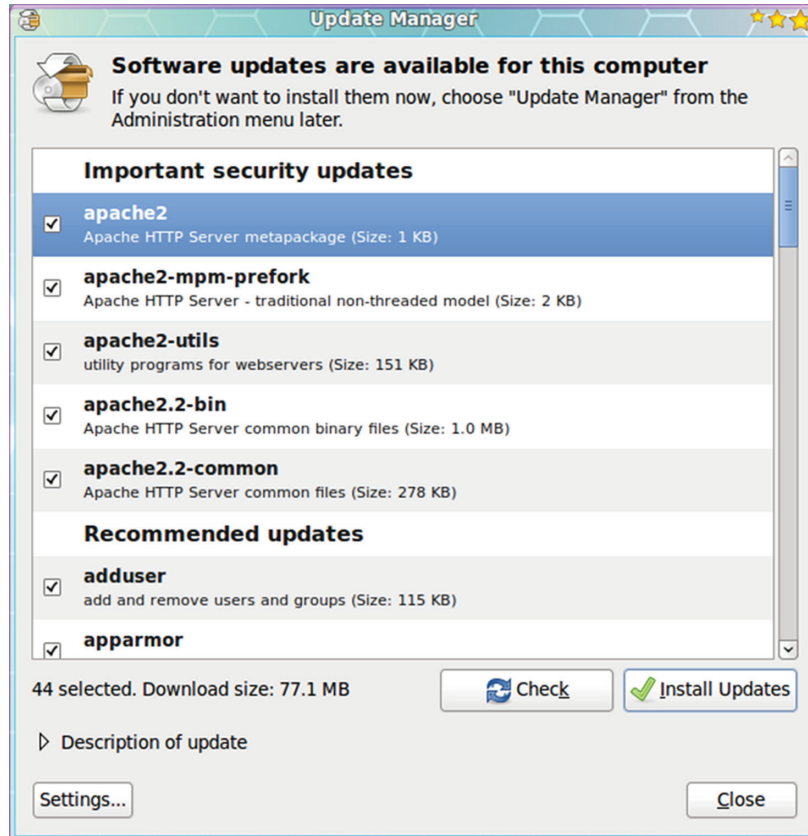 Update Manager
Software updates are available for this computer
If you don't want to install them now, choose "Update Manager" from the
Administration menu later.
Important security updates
apache2
Apache HTTP Server metapackage (Size: 1 KB)
apache2-mpm-prefork
Apache HTTP Server - traditional non-threaded model (Size: 2 KB)
apache2-utils
utility programs for webservers (Size: 151 KB)
apache2.2-bin
Apache HTTP Server common binary files (Size: 1.0 MB)
apache2.2-common
Apache HTTP Server common files (Size: 278 KB)
Recommended updates
adduser
add and remove users and groups (Size: 115 KB)
apparmor
44 selected. Download size: 77.1 MB
Check
Install Updates
Description of update
Settings...
Close